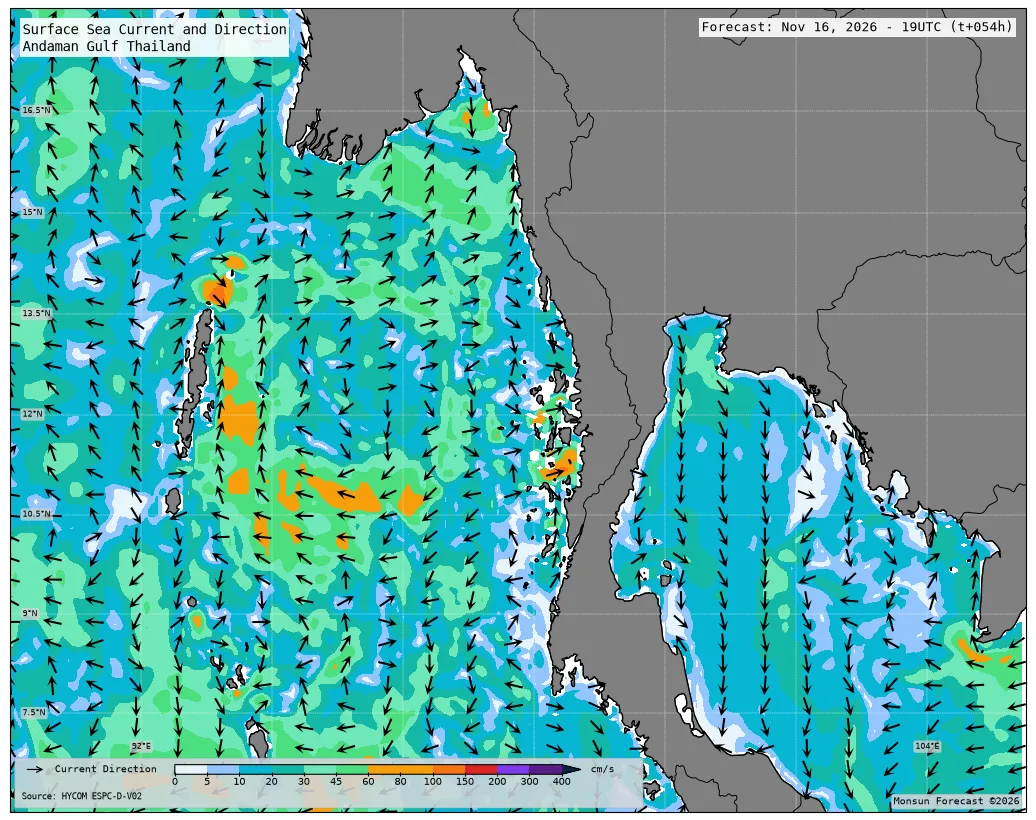 Surface Sea Current and Direction
Andaman Gulf Thailand
Forecast: Nov 16, 2026 - 19UTC (t+054h)
16.5°N
15°N
13.5°N
12°N
10.5°N
9°N
7.5°N
92°E
104°E
Current Direction
cm/s
0 5 10 20 30 45 60 80 100 150 200 300 400
Source: HYCOM ESPC-D-V02
Monsun Forecast ©2026